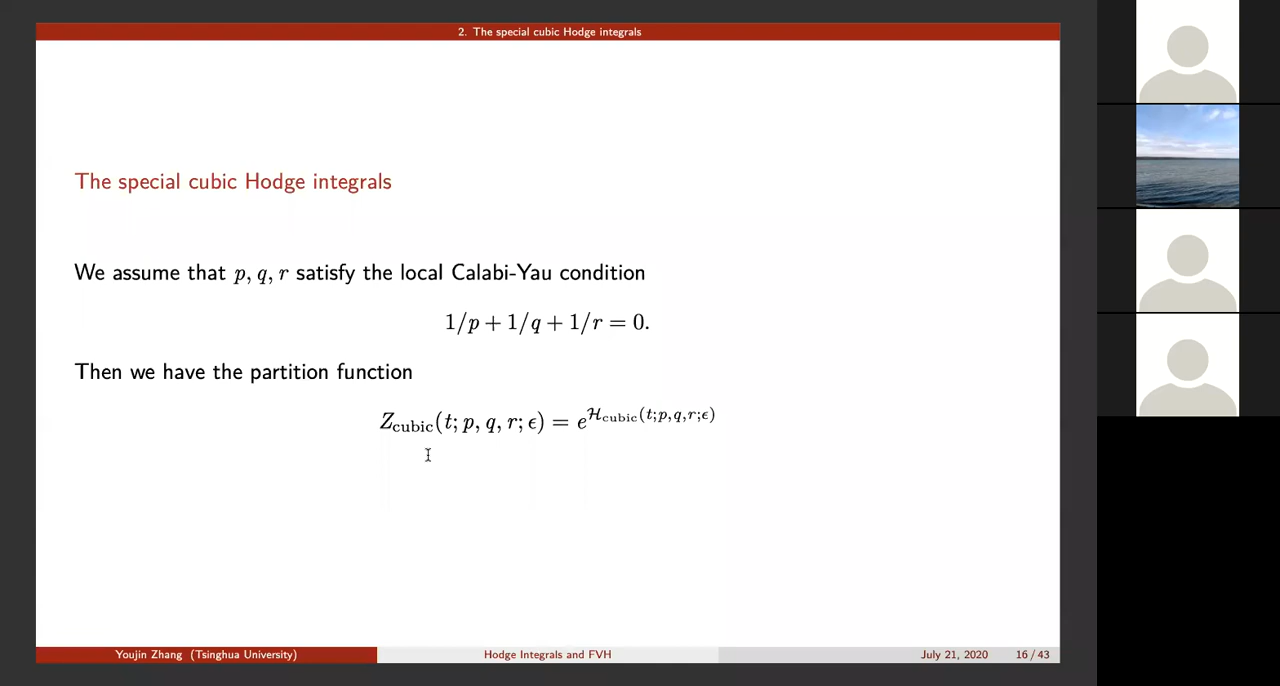 2. The special cubic Hodge integrals
The special cubic Hodge integrals
We assume that p, q, r satisfy the local Calabi-Yau condition
1/p + 1/q + 1/r = 0.
Then we have the partition function
Z_cubic(t; p, q, r; ϵ) = e^{ℋ_cubic(t;p,q,r;ϵ)}
Youjin Zhang (Tsinghua University) Hodge Integrals and FVH July 21, 2020 16 / 43